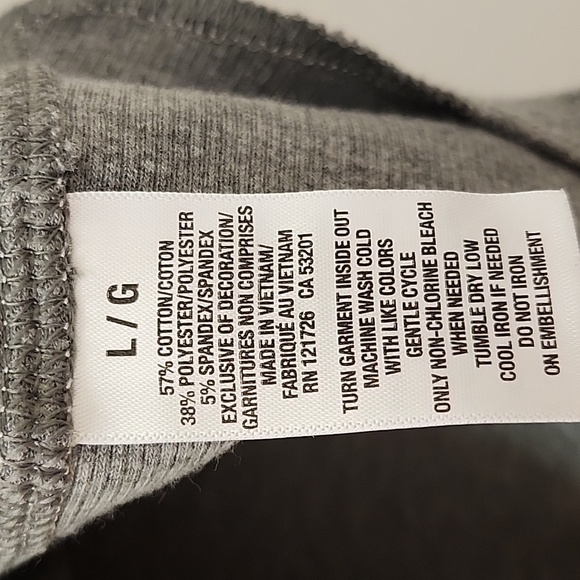 L / G
57% COTTON/COTON
38% POLYESTER/POLYESTER
5% SPANDEX/SPANDEX
EXCLUSIVE OF DECORATION/
GARNITURES NON COMPRISES
MADE IN VIETNAM/
FABRIQUÉ AU VIETNAM
RN 121726 CA 53201
TURN GARMENT INSIDE OUT
MACHINE WASH COLD
WITH LIKE COLORS
GENTLE CYCLE
ONLY NON-CHLORINE BLEACH
WHEN NEEDED
TUMBLE DRY LOW
COOL IRON IF NEEDED
DO NOT IRON
ON EMBELLISHMENT